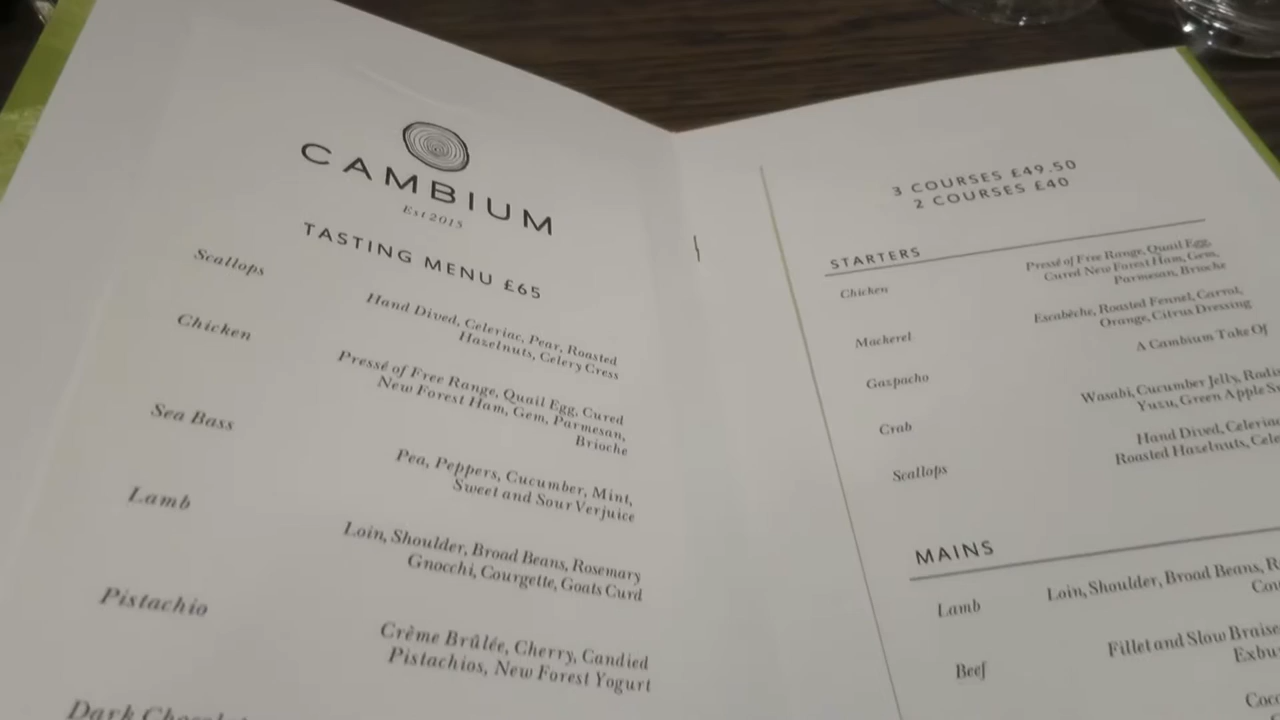 CAMBIUM
Est 2015
TASTING MENU £65
Scallops
Hand Dived, Celeriac, Pear, Roasted
Hazelnuts, Celery Cress
Chicken
Pressé of Free Range, Quail Egg, Cured
New Forest Ham, Gem, Parmesan,
Brioche
Sea Bass
Pea, Peppers, Cucumber, Mint,
Sweet and Sour Verjuice
Lamb
Loin, Shoulder, Broad Beans, Rosemary
Gnocchi, Courgette, Goats Curd
Pistachio
Crème Brûlée, Cherry, Candied
Pistachios, New Forest Yogurt
Dark
3 COURSES £49.50
2 COURSES £40
STARTERS
Chicken
Pressé of Free Range, Quail Egg,
Cured New Forest Ham, Gem,
Parmesan, Brioche
Mackerel
Escabèche, Roasted Fennel, Carrot,
Orange, Citrus Dressing
Gazpacho
A Cambium Take Of
Crab
Wasabi, Cucumber Jelly,
Yuzu, Green Apple
Scallops
Hand Dived,
Roasted Hazelnuts,
MAINS
Lamb
Loin, Shoulder, Broad Beans,
Beef
Fillet and Slow